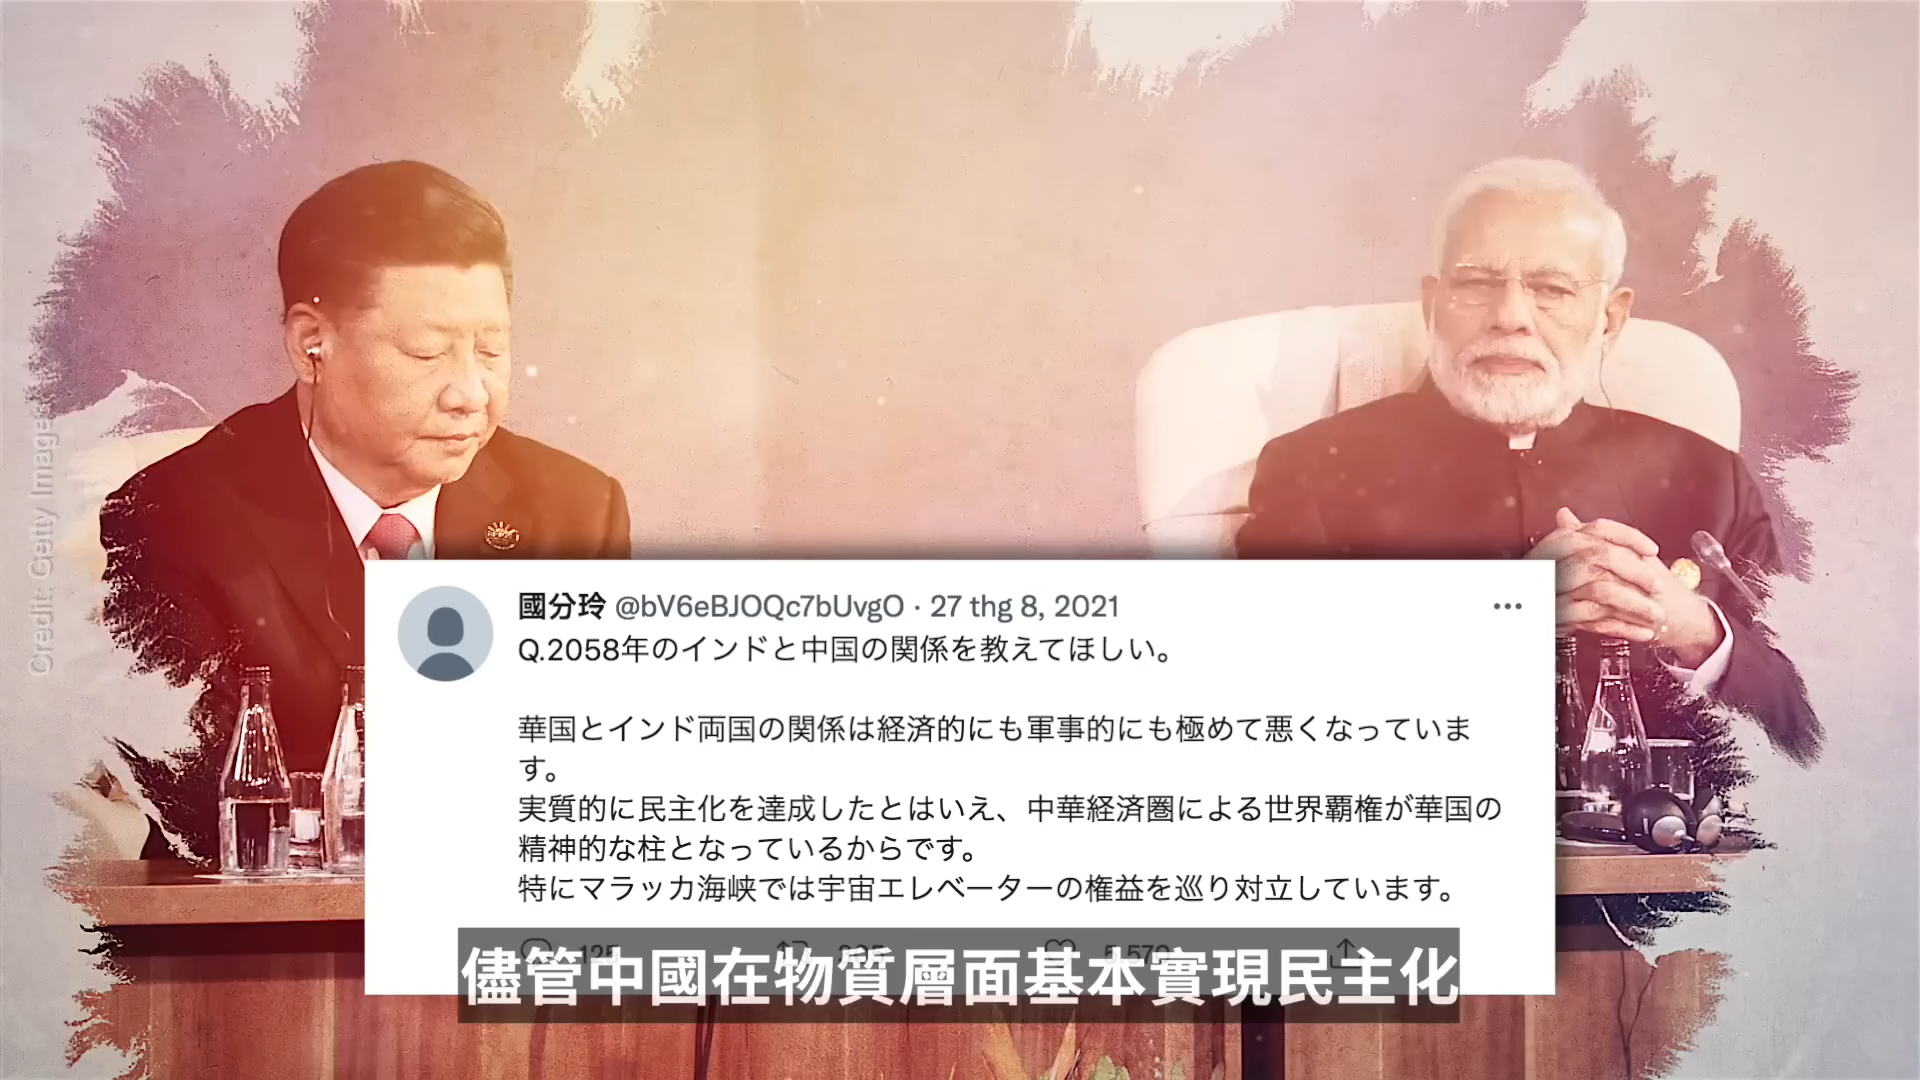 Credit: Getty Images
國分玲 @bV6eBJOQc7bUvgO · 27 thg 8, 2021
Q.2058年のインドと中国の関係を教えてほしい。
華国とインド両国の関係は経済的にも軍事的にも極めて悪くなっていま
す。
実質的に民主化を達成したとはいえ、中華経済圏による世界覇権が華国の
精神的な柱となっているからです。
特にマラッカ海峡では宇宙エレベーターの権益を巡り対立しています。
儘管中國在物質層面基本實現民主化